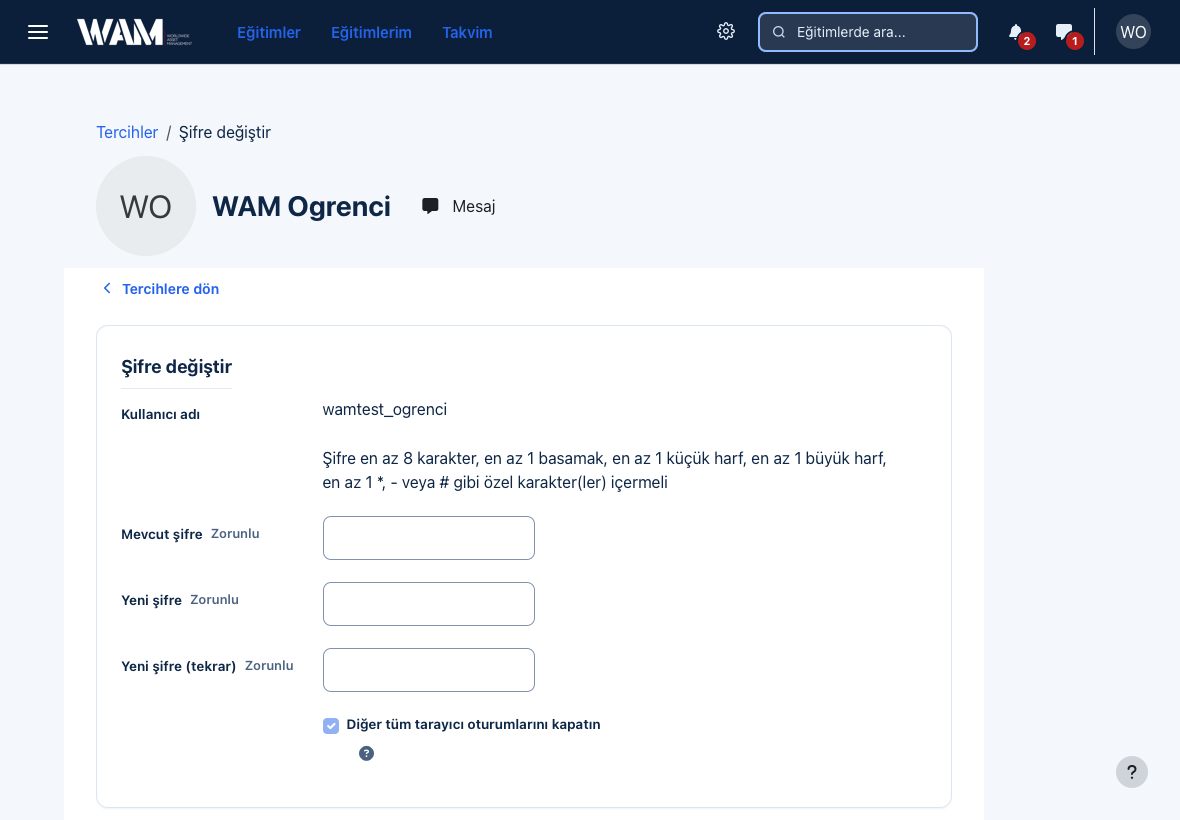 WAM WORLDWIDE ASSET MANAGEMENT
Eğitimler Eğitimlerim Takvim
Eğitimlerde ara...
2
1
WO
Tercihler / Şifre değiştir
WO
WAM Ogrenci
Mesaj
Tercihlere dön
Şifre değiştir
Kullanıcı adı
wamtest_ogrenci
Şifre en az 8 karakter, en az 1 basamak, en az 1 küçük harf, en az 1 büyük harf,
en az 1 *, - veya # gibi özel karakter(ler) içermeli
Mevcut şifre Zorunlu
Yeni şifre Zorunlu
Yeni şifre (tekrar) Zorunlu
Diğer tüm tarayıcı oturumlarını kapatın
?
?